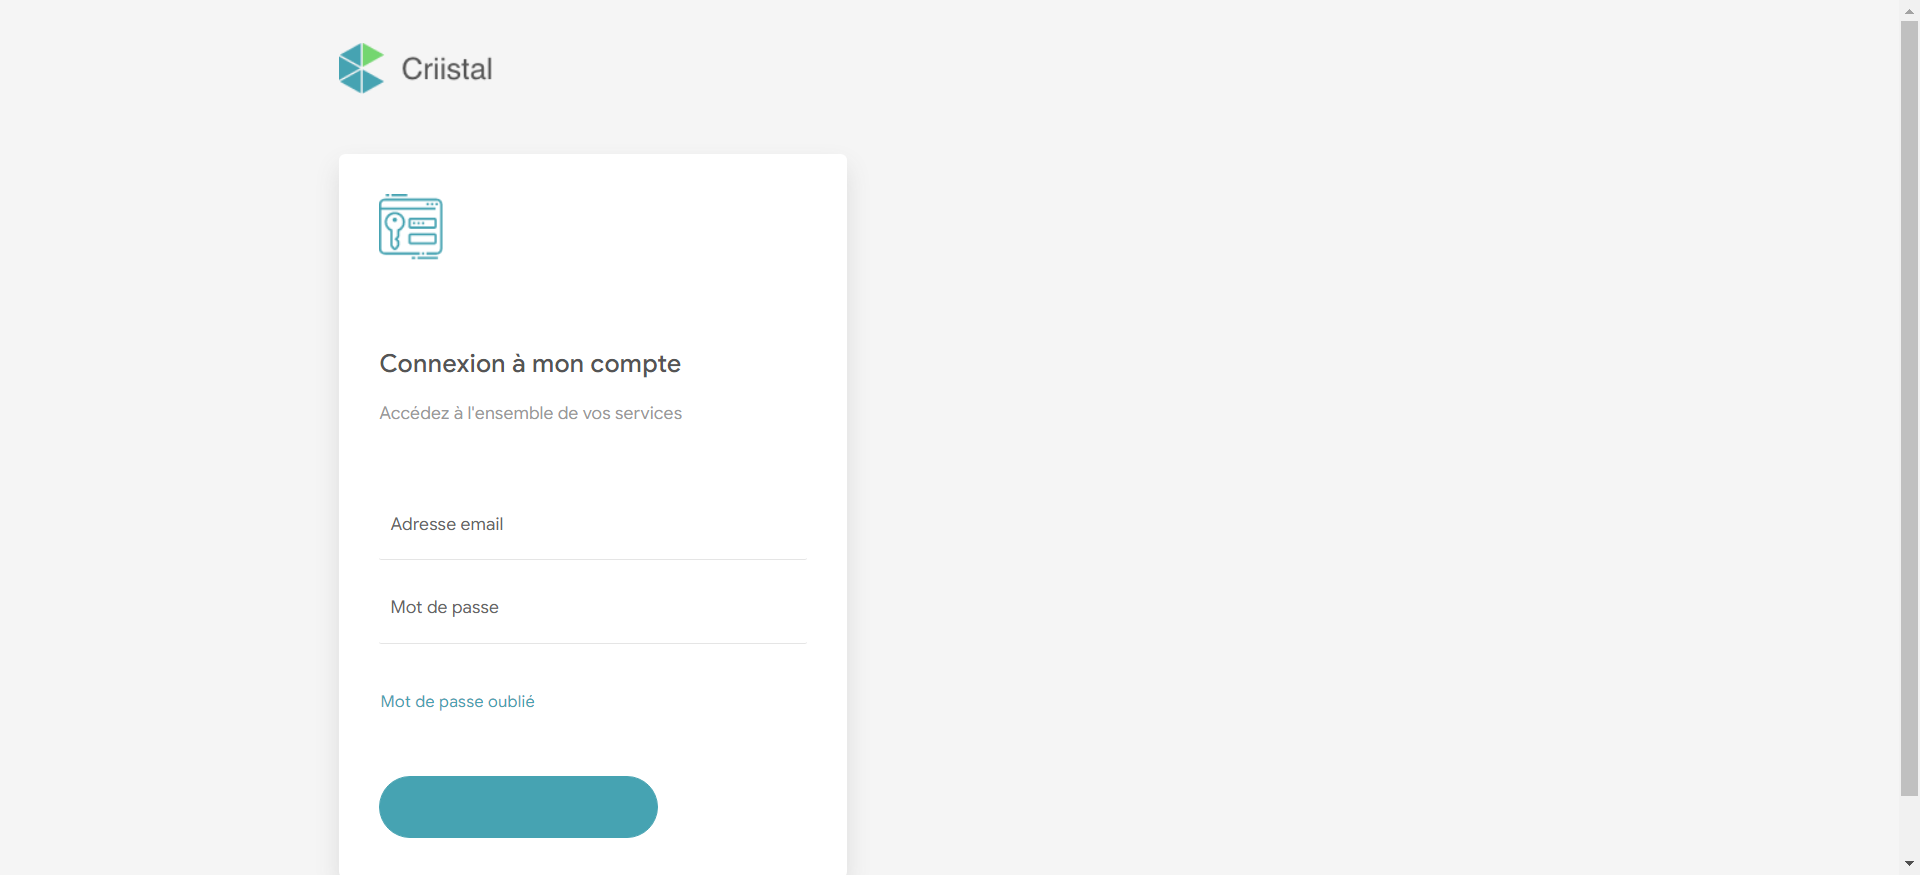 Criistal
Connexion à mon compte
Accédez à l'ensemble de vos services
Adresse email
Mot de passe
Mot de passe oublié